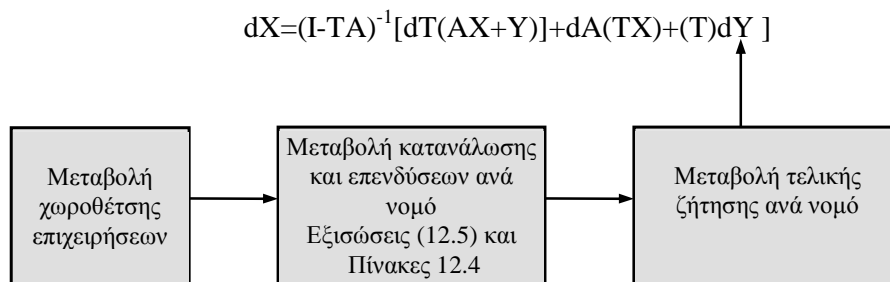 dX=(I-TA)-1[dT(AX+Y)]+dA(TX)+(T)dY ]
Μεταβολή
χωροθέτσης
επιχειρήσεων
Μεταβολή κατανάλωσης
και επενδύσεων ανά
νομό
Εξισώσεις (12.5) και
Πίνακες 12.4
Μεταβολή τελικής
ζήτησης ανά νομό